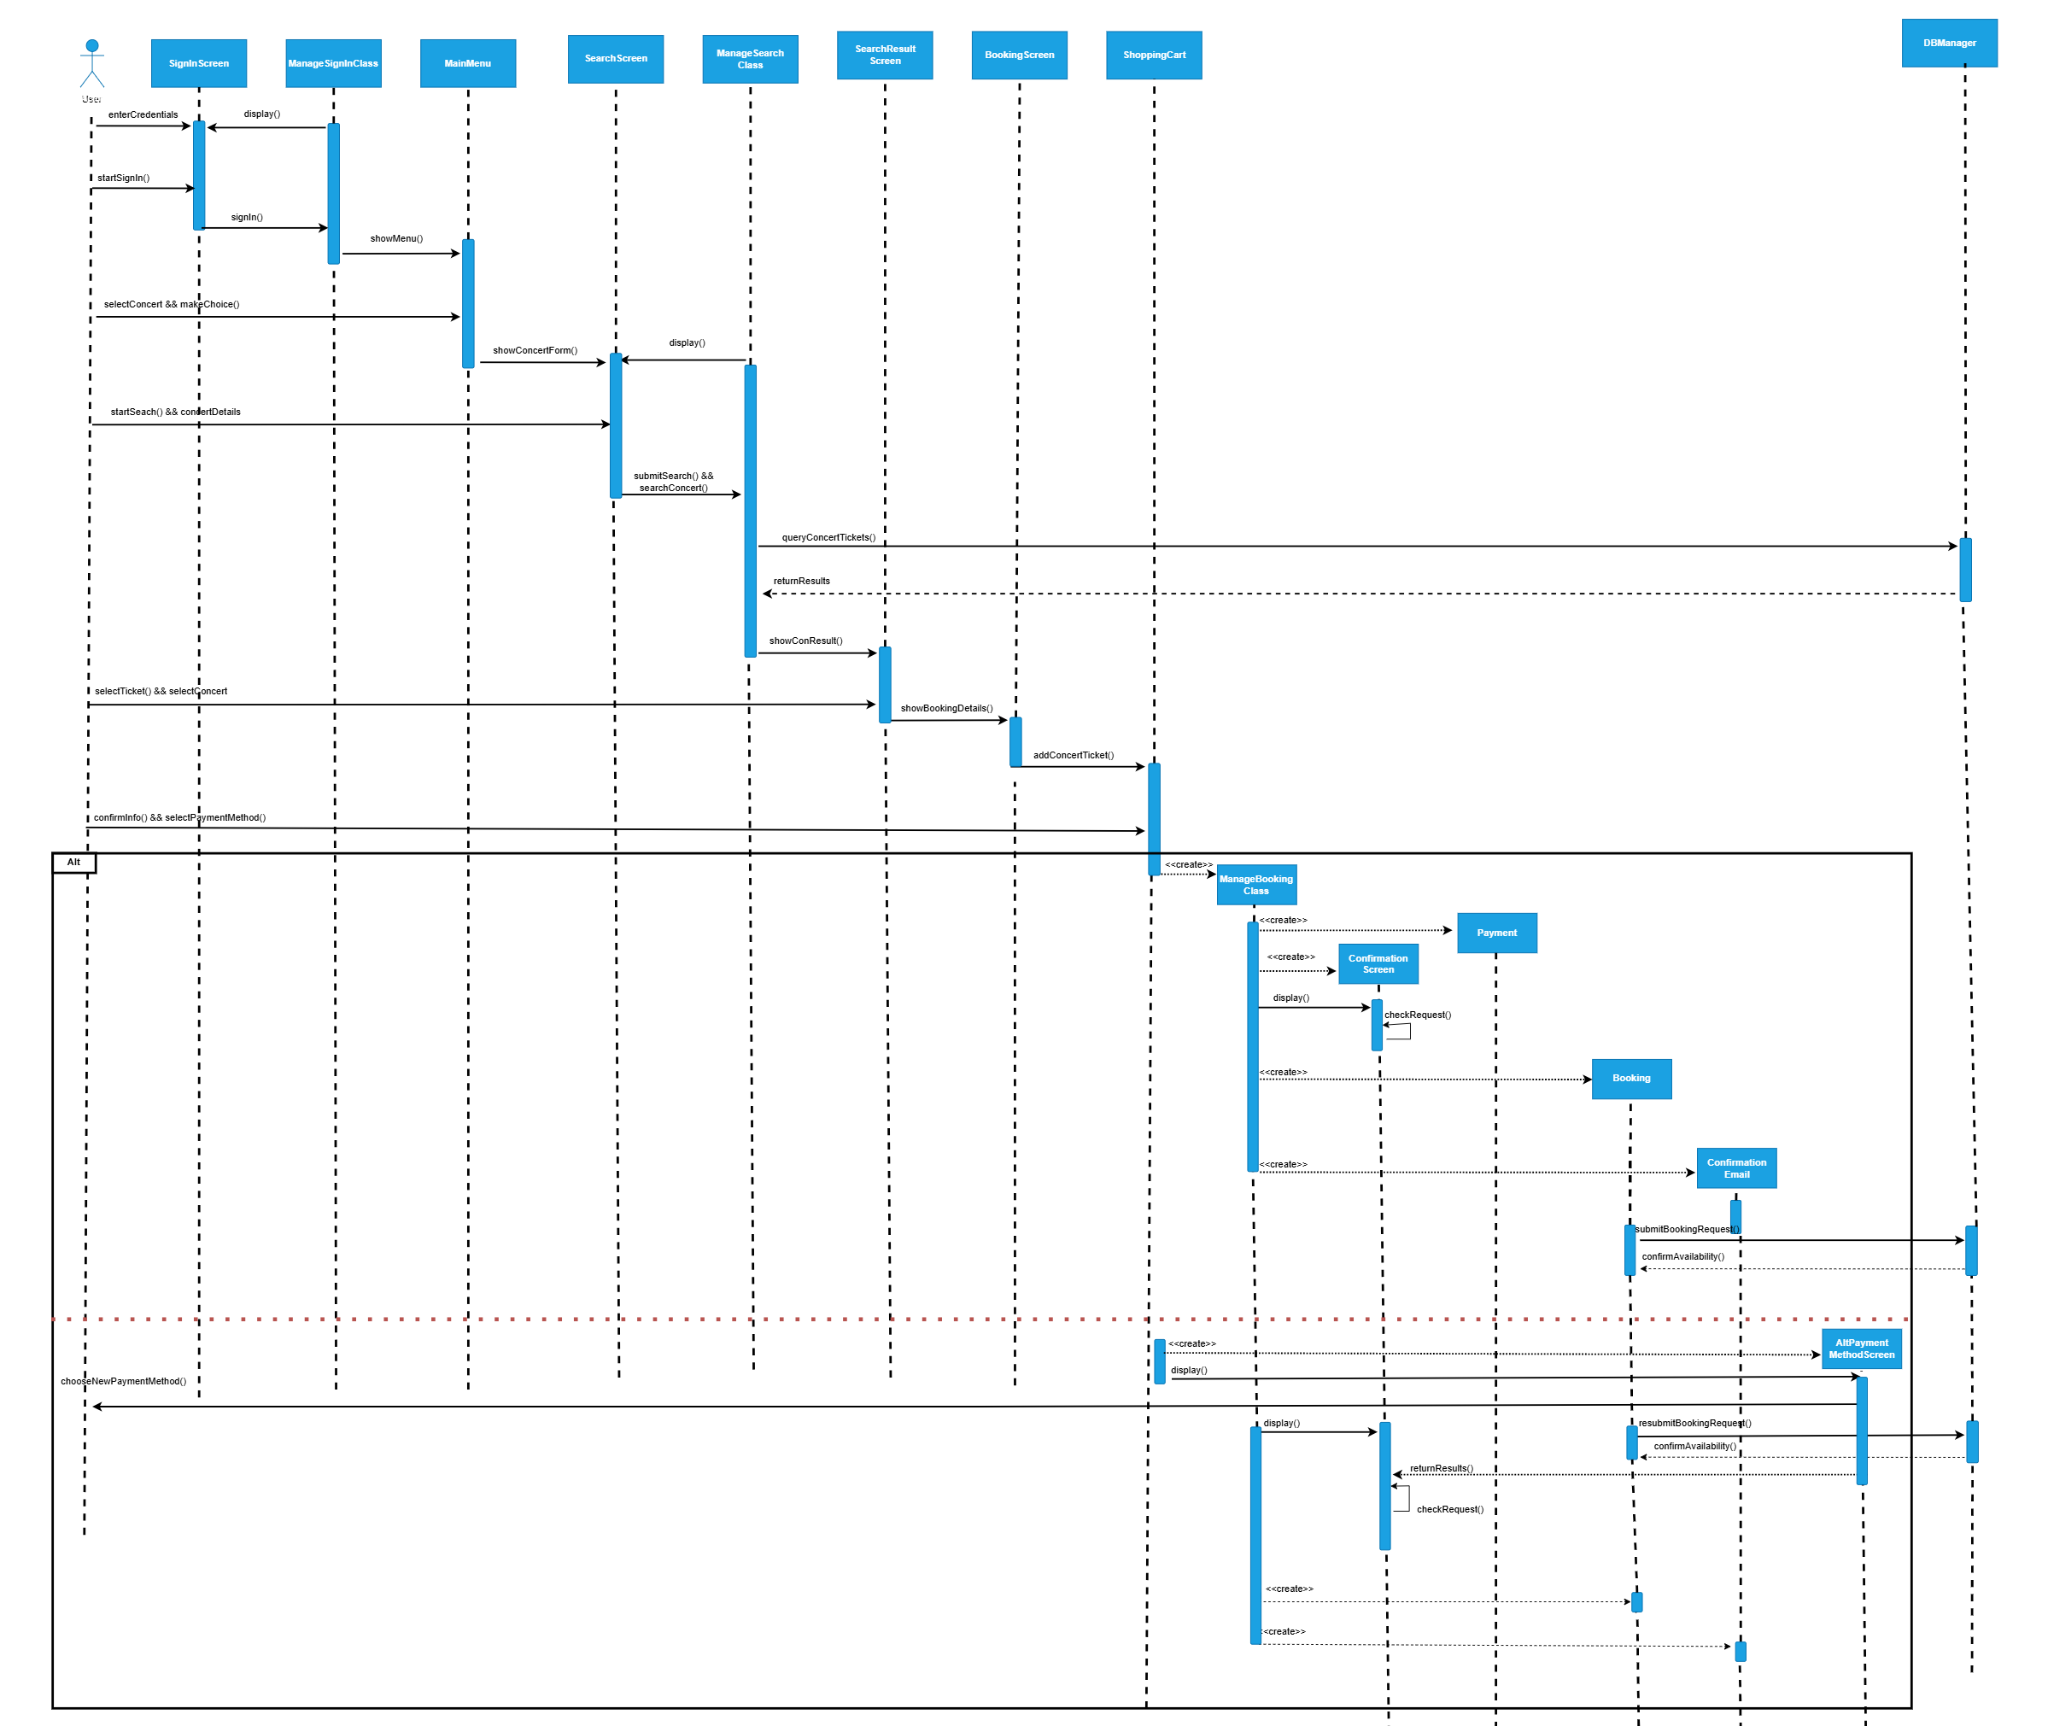 DBManager
SignInScreen
ManageSignInClass
MainMenu
SearchScreen
ManageSearch
Class
SearchResult
Screen
BookingScreen
ShoppingCart
User
enterCredentials
display()
startSignIn()
signIn()
showMenu()
selectConcert && makeChoice()
showConcertForm()
display()
startSeach() && concertDetails
submitSearch() &&
searchConcert()
queryConcertTickets()
returnResults
showConResult()
selectTicket() && selectConcert
showBookingDetails()
addConcertTicket()
confirmInfo() && selectPaymentMethod()
Alt
<<create>>
ManageBooking
Class
<<create>>
Payment
<<create>>
Confirmation
Screen
display()
checkRequest()
<<create>>
Booking
<<create>>
Confirmation
Email
submitBookingRequest()
confirmAvailability()
<<create>>
AltPayment
MethodScreen
display()
chooseNewPaymentMethod()
display()
resubmitBookingRequest()
confirmAvailability()
returnResults()
checkRequest()
<<create>>
<<create>>